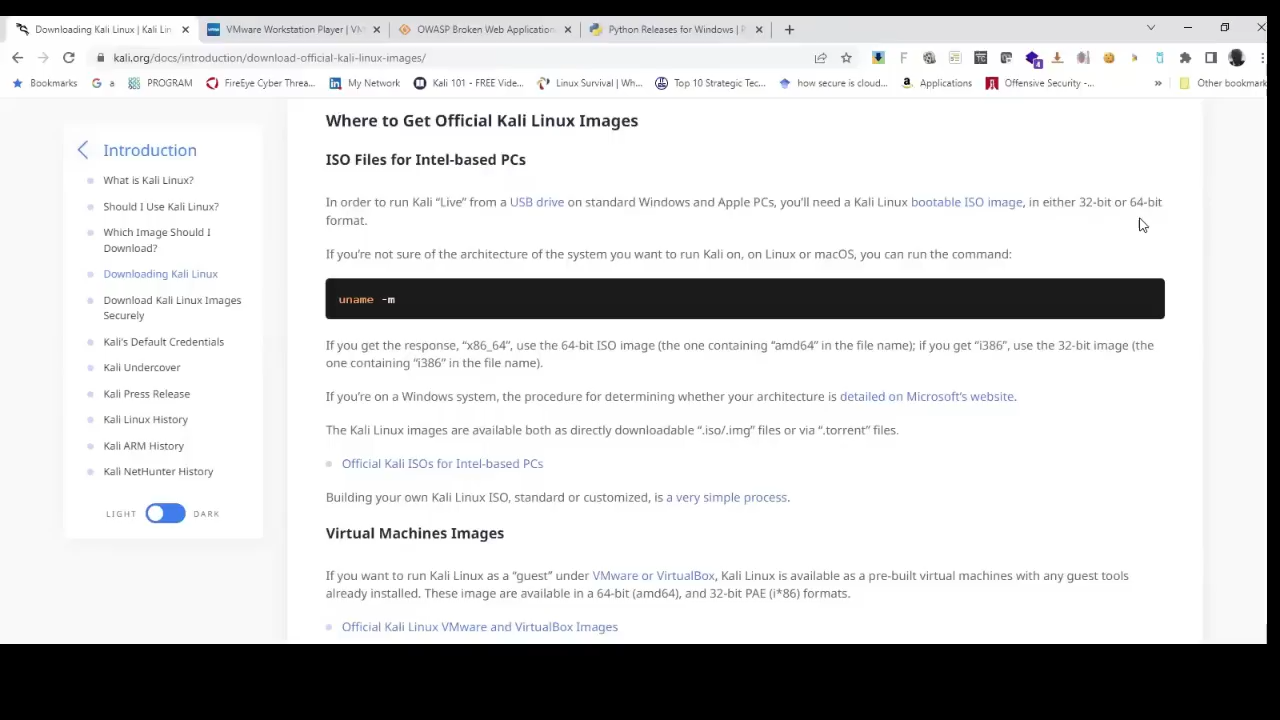 Downloading Kali Linux | Kali Lin
VMware Workstation Player | VM
OWASP Broken Web Application
Python Releases for Windows | P
kali.org/docs/introduction/download-official-kali-linux-images/
Bookmarks
a
PROGRAM
FireEye Cyber Threa...
My Network
Kali 101 - FREE Vide...
Linux Survival | Wh...
Top 10 Strategic Tec...
how secure is cloud...
Applications
Offensive Security -...
»
Other bookmark
Introduction
What is Kali Linux?
Should I Use Kali Linux?
Which Image Should I
Download?
Downloading Kali Linux
Download Kali Linux Images
Securely
Kali's Default Credentials
Kali Undercover
Kali Press Release
Kali Linux History
Kali ARM History
Kali NetHunter History
LIGHT DARK
Where to Get Official Kali Linux Images
ISO Files for Intel-based PCs
In order to run Kali “Live” from a USB drive on standard Windows and Apple PCs, you’ll need a Kali Linux bootable ISO image, in either 32-bit or 64-bit
format.
If you’re not sure of the architecture of the system you want to run Kali on, on Linux or macOS, you can run the command:
uname -m
If you get the response, “x86_64”, use the 64-bit ISO image (the one containing “amd64” in the file name); if you get “i386”, use the 32-bit image (the
one containing “i386” in the file name).
If you’re on a Windows system, the procedure for determining whether your architecture is detailed on Microsoft’s website.
The Kali Linux images are available both as directly downloadable “.iso/.img” files or via “.torrent” files.
Official Kali ISOs for Intel-based PCs
Building your own Kali Linux ISO, standard or customized, is a very simple process.
Virtual Machines Images
If you want to run Kali Linux as a “guest” under VMware or VirtualBox, Kali Linux is available as a pre-built virtual machines with any guest tools
already installed. These image are available in a 64-bit (amd64), and 32-bit PAE (i*86) formats.
Official Kali Linux VMware and VirtualBox Images